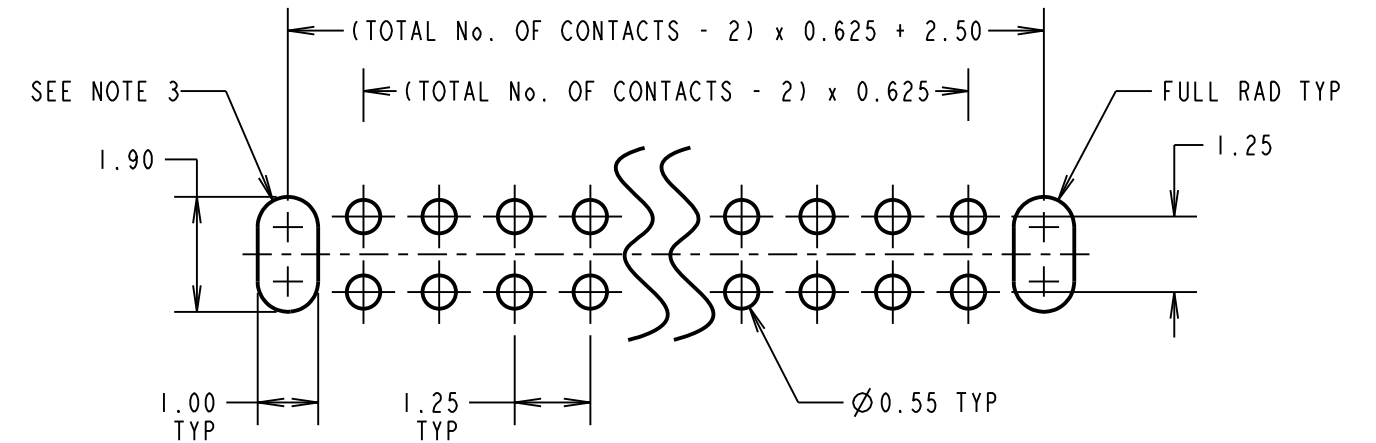 (TOTAL No. OF CONTACTS - 2) x 0.625 + 2.50
(TOTAL No. OF CONTACTS - 2) x 0.625
SEE NOTE 3
FULL RAD TYP
1.90
1.25
1.00
TYP
1.25
TYP
Ø0.55 TYP